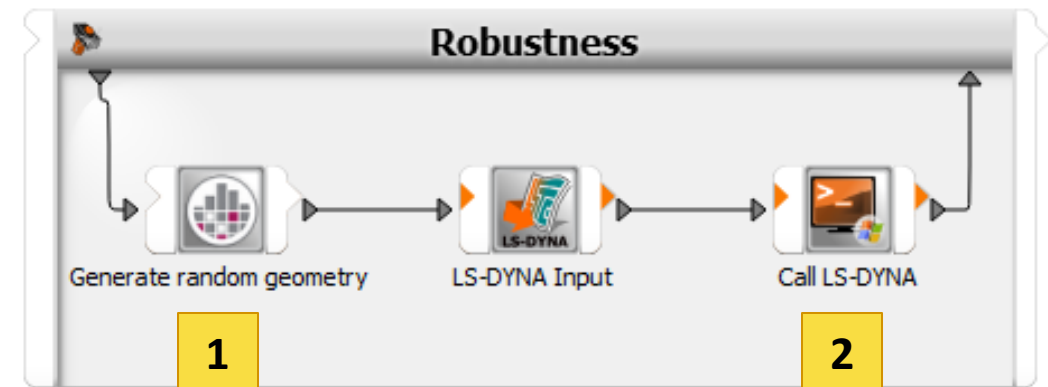 Robustness
>_
LS-DYNA
Generate random geometry
LS-DYNA Input
Call LS-DYNA
1
2